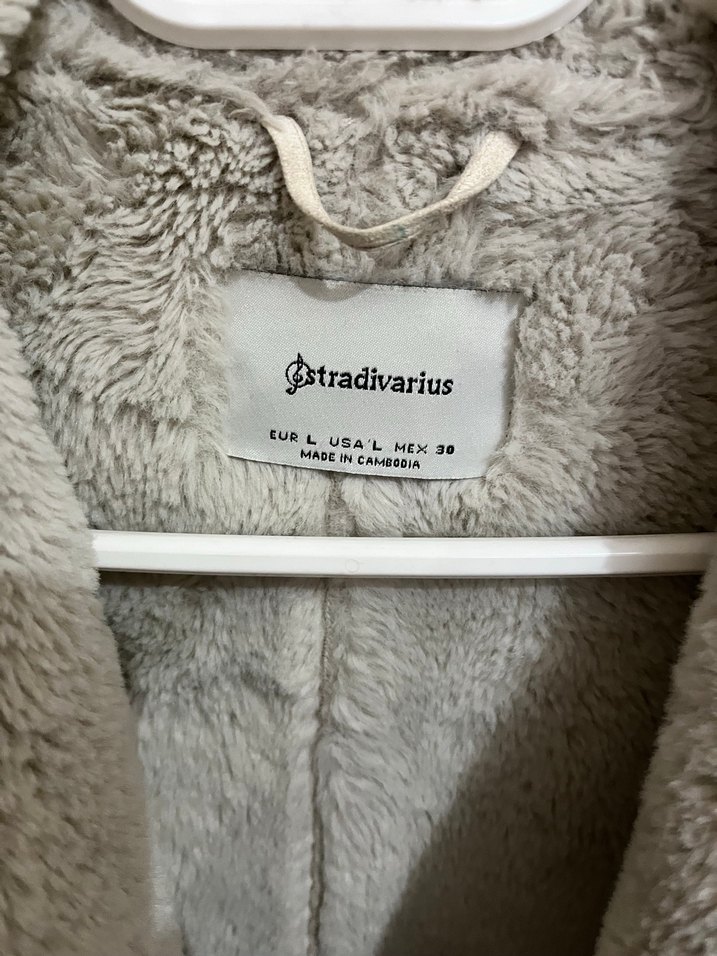 stradivarius
EUR L USA L MEX 30
MADE IN CAMBODIA